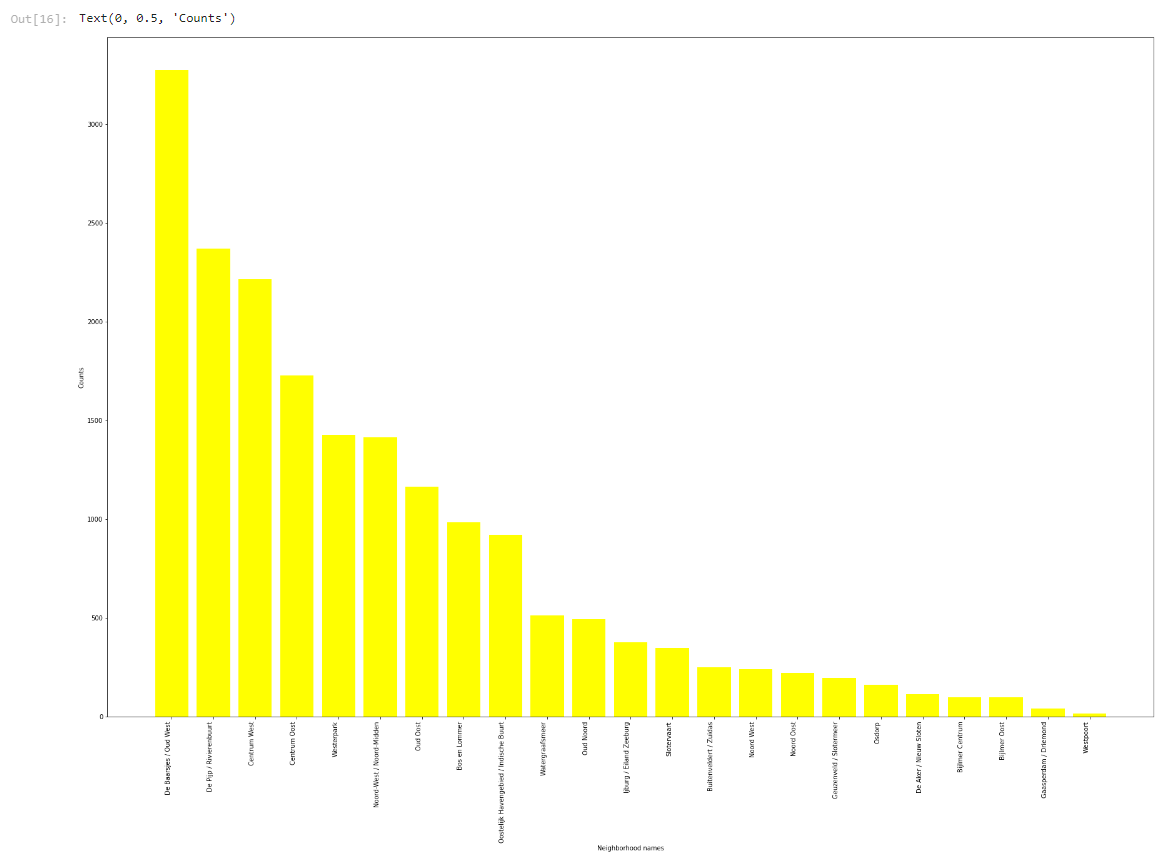 Out[16]: Text(0, 0.5, 'Counts')
3000
2500
2000
1500
1000
500
0
Counts
De Baarsjes / Oud West
De Pijp / Rivierenbuurt
Centrum West
Centrum Oost
Westerpark
Noord-West / Noord-Midden
Oud Oost
Bos en Lommer
Oostelijk Havengebied / Indische Buurt
Watergraafsmeer
Oud Noord
Ijburg / Eiland Zeeburg
Slotervaart
Buitenveldert / Zuidas
Noord West
Noord Oost
Geuzenveld / Slotermeer
Osdorp
De Aker / Nieuw Sloten
Bijlmer Centrum
Bijlmer Oost
Gaasperdam / Driemond
Westpoort
Neighborhood names